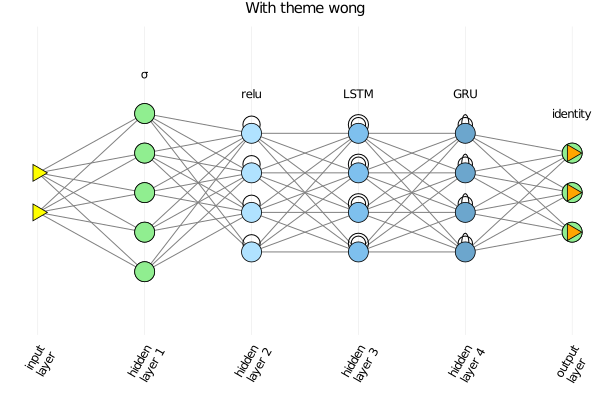 With theme wong
σ
relu
LSTM
GRU
identity
input
layer
hidden
layer 1
hidden
layer 2
hidden
layer 3
hidden
layer 4
output
layer